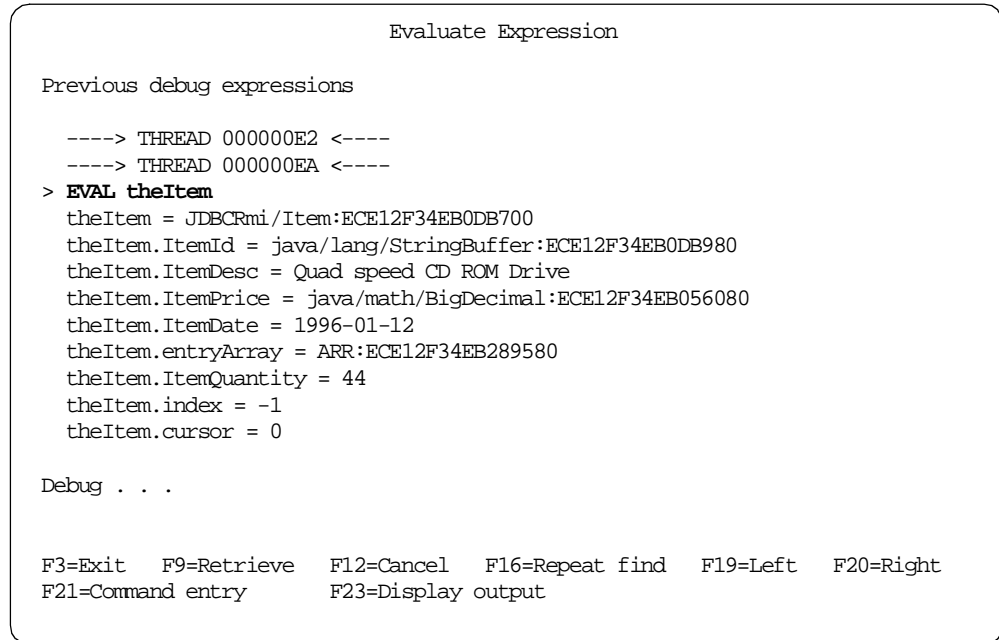 Evaluate Expression
Previous debug expressions
----> THREAD 000000E2 <----
----> THREAD 000000EA <----
> EVAL theItem
theItem = JDBCRmi/Item:ECE12F34EB0DB700
theItem.ItemId = java/lang/StringBuffer:ECE12F34EB0DB980
theItem.ItemDesc = Quad speed CD ROM Drive
theItem.ItemPrice = java/math/BigDecimal:ECE12F34EB056080
theItem.ItemDate = 1996-01-12
theItem.entryArray = ARR:ECE12F34EB289580
theItem.ItemQuantity = 44
theItem.index = -1
theItem.cursor = 0
Debug . . .
F3=Exit F9=Retrieve F12=Cancel F16=Repeat find F19=Left F20=Right
F21=Command entry F23=Display output